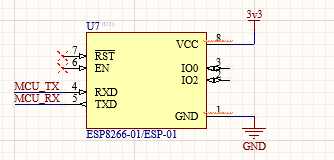 U7
3v3
7 RST VCC 8
6 EN IO0 3
IO2 2
MCU_TX 4 RXD
MCU_RX 5 TXD
GND 1
ESP8266-01/ESP-01
GND